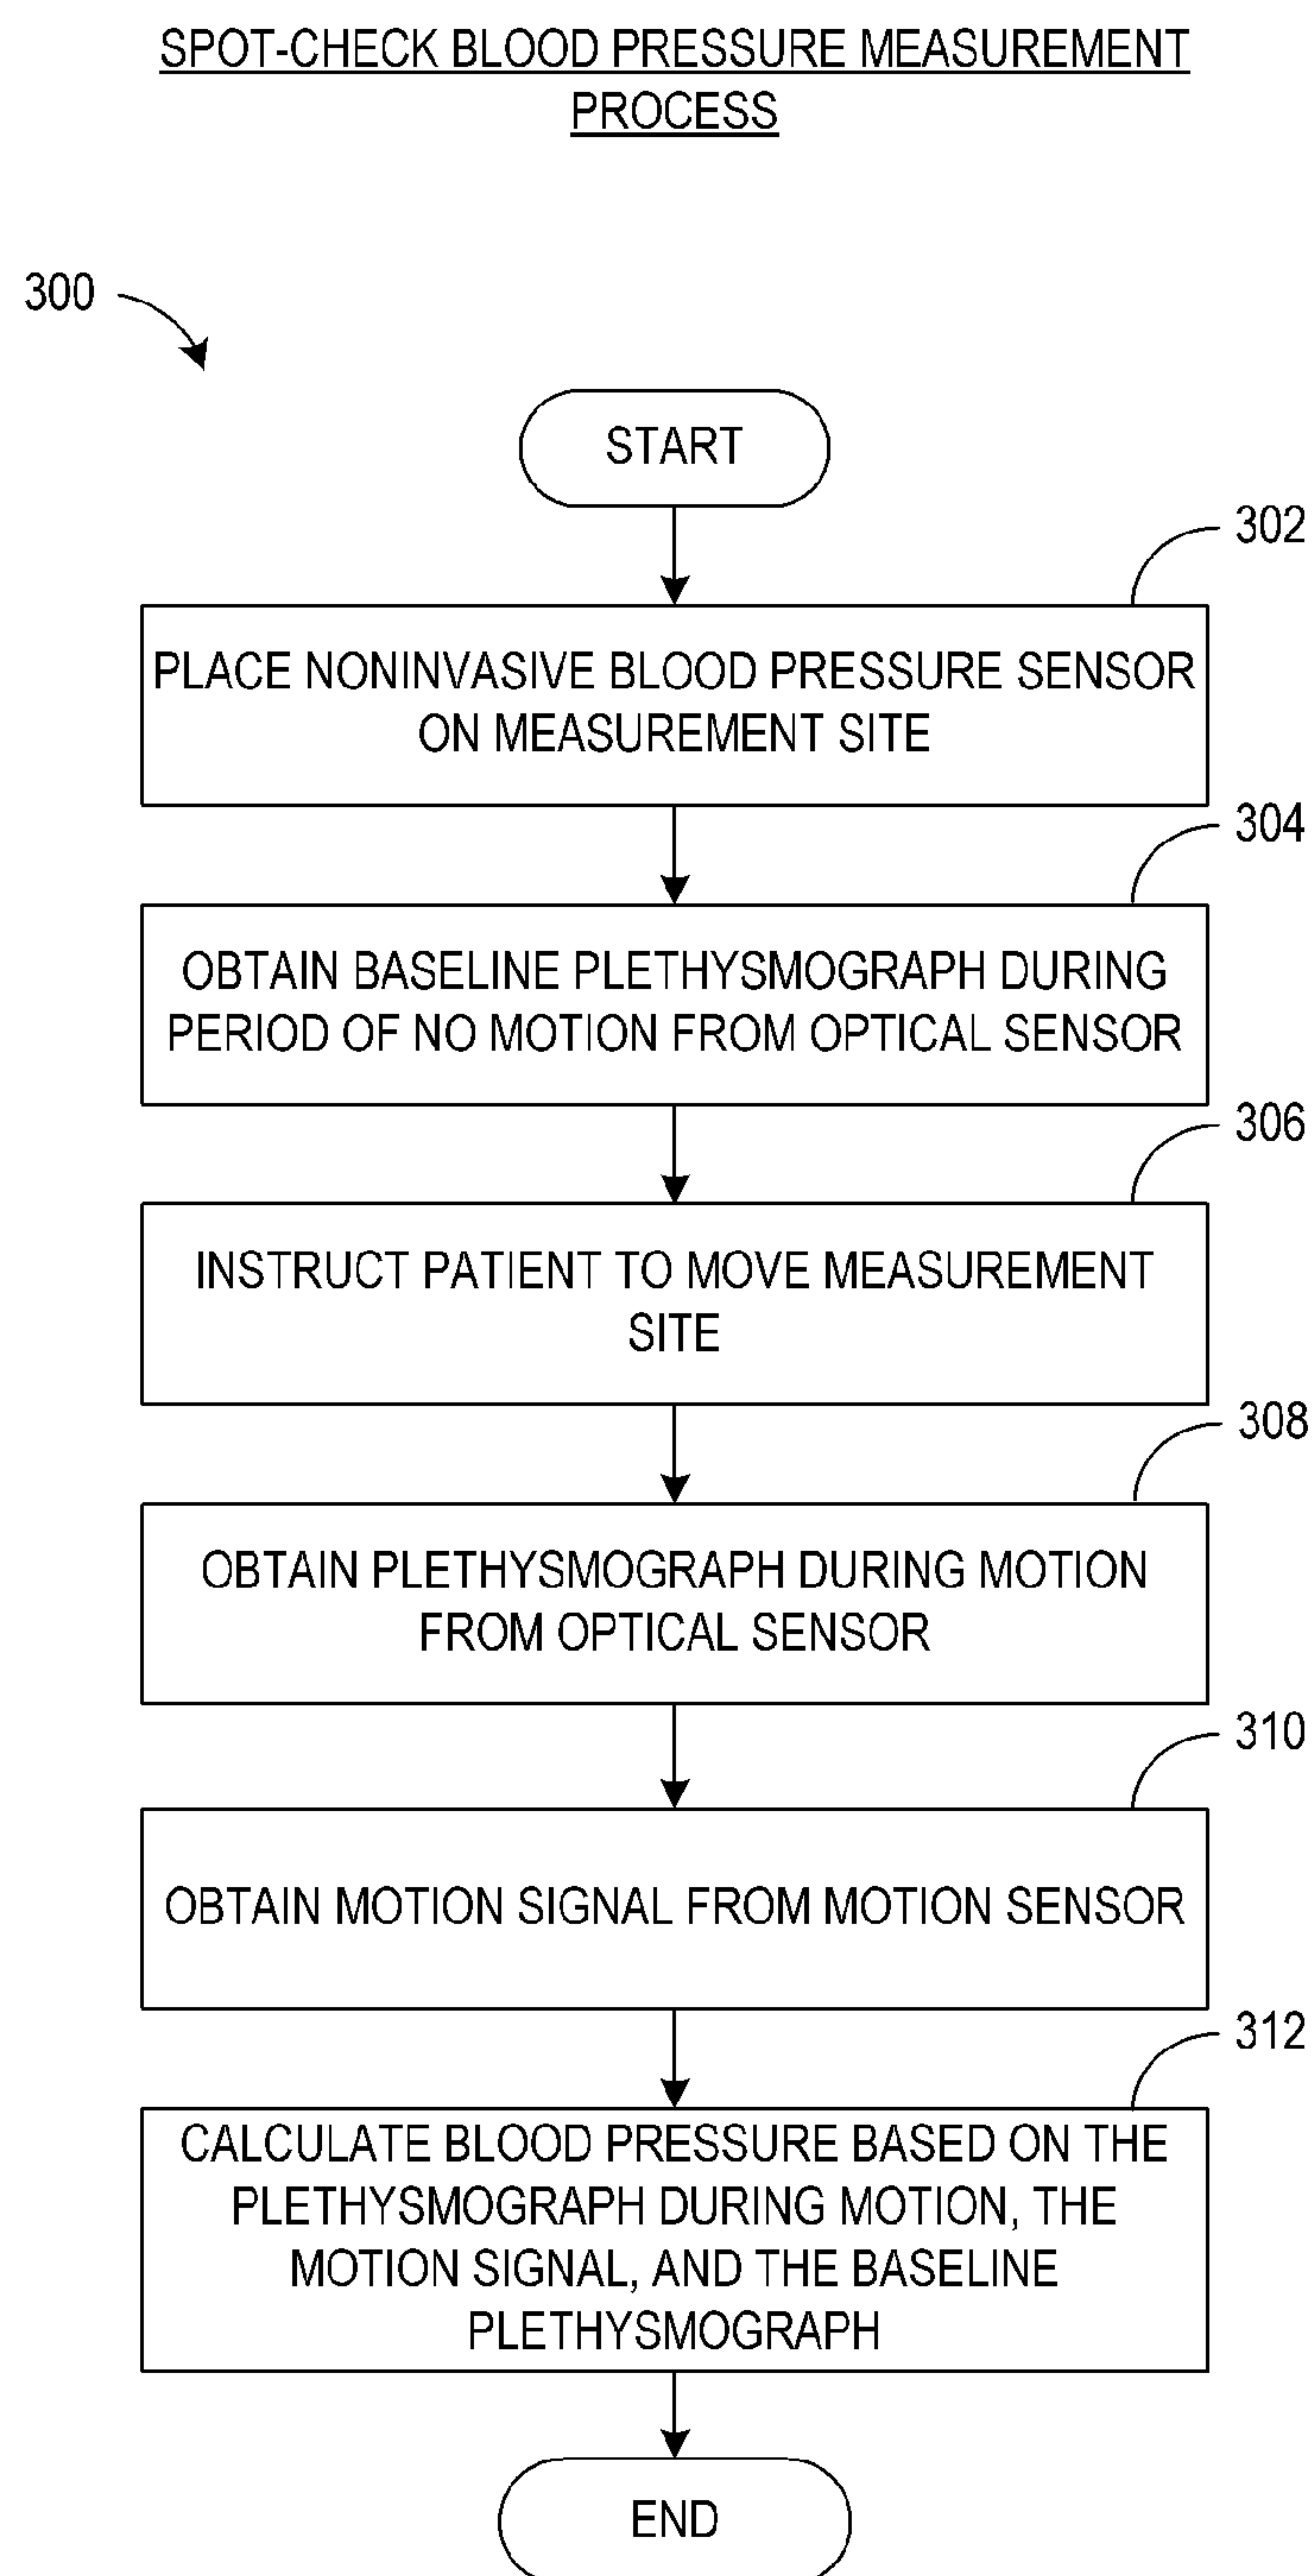 SPOT-CHECK BLOOD PRESSURE MEASUREMENT
PROCESS
300
START
302
PLACE NONINVASIVE BLOOD PRESSURE SENSOR
ON MEASUREMENT SITE
304
OBTAIN BASELINE PLETHYSMOGRAPH DURING
PERIOD OF NO MOTION FROM OPTICAL SENSOR
306
INSTRUCT PATIENT TO MOVE MEASUREMENT
SITE
308
OBTAIN PLETHYSMOGRAPH DURING MOTION
FROM OPTICAL SENSOR
310
OBTAIN MOTION SIGNAL FROM MOTION SENSOR
312
CALCULATE BLOOD PRESSURE BASED ON THE
PLETHYSMOGRAPH DURING MOTION, THE
MOTION SIGNAL, AND THE BASELINE
PLETHYSMOGRAPH
END